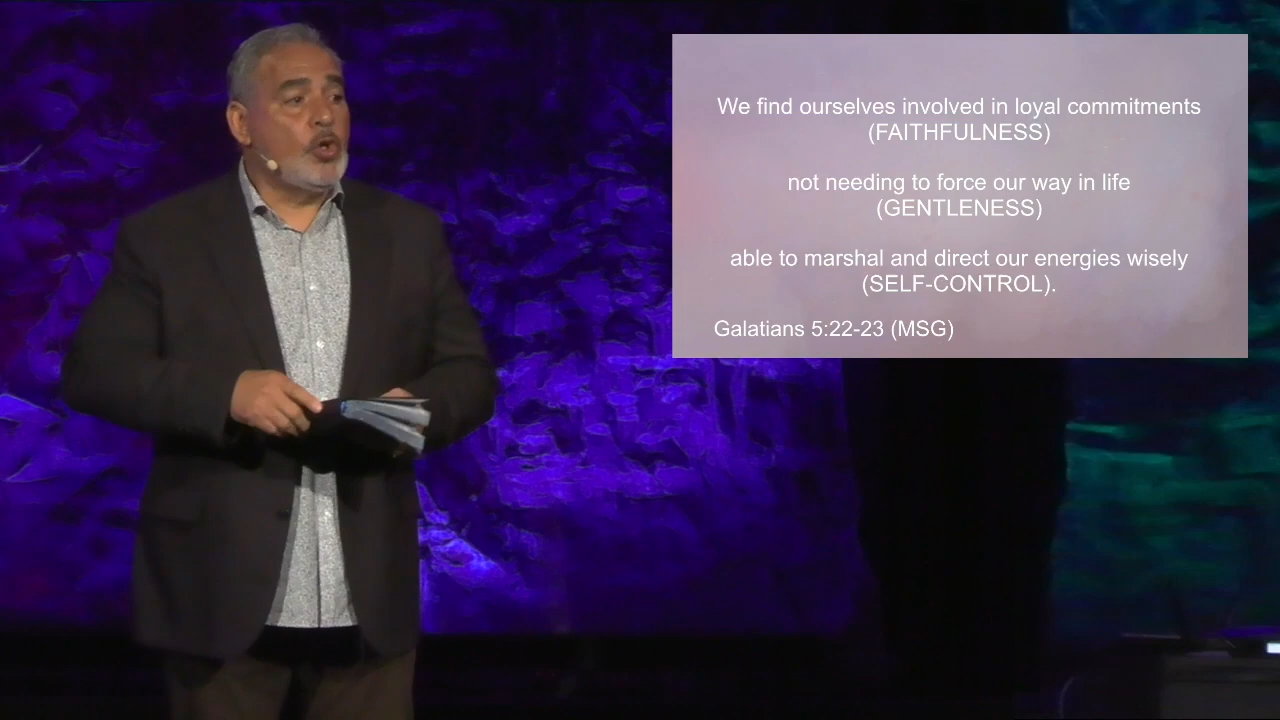 We find ourselves involved in loyal commitments
(FAITHFULNESS)
not needing to force our way in life
(GENTLENESS)
able to marshal and direct our energies wisely
(SELF-CONTROL).
Galatians 5:22-23 (MSG)